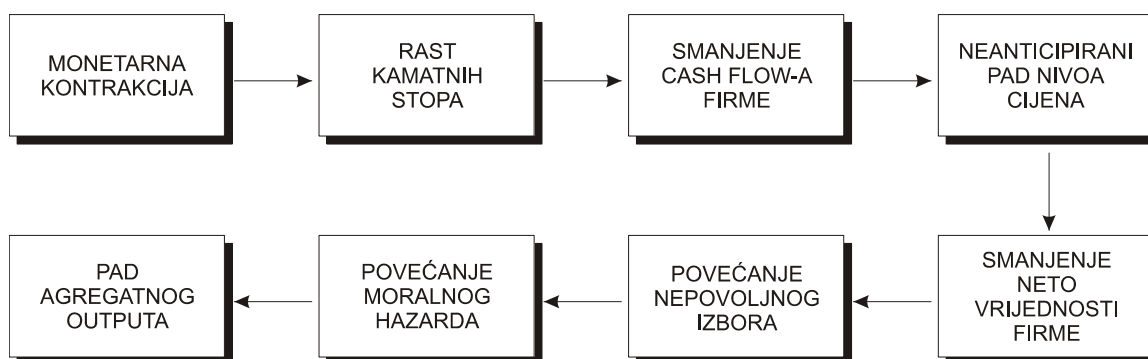 MONETARNA
KONTRAKCIJA
RAST
KAMATNIH
STOPA
SMANJENJE
CASH FLOW-A
FIRME
NEANTICIPIRANI
PAD NIVOA
CIJENA
SMANJENJE
NETO
VRIJEDNOSTI
FIRME
POVEĆANJE
NEPOVOLJNOG
IZBORA
POVEĆANJE
MORALNOG
HAZARDA
PAD
AGREGATNOG
OUTPUTA